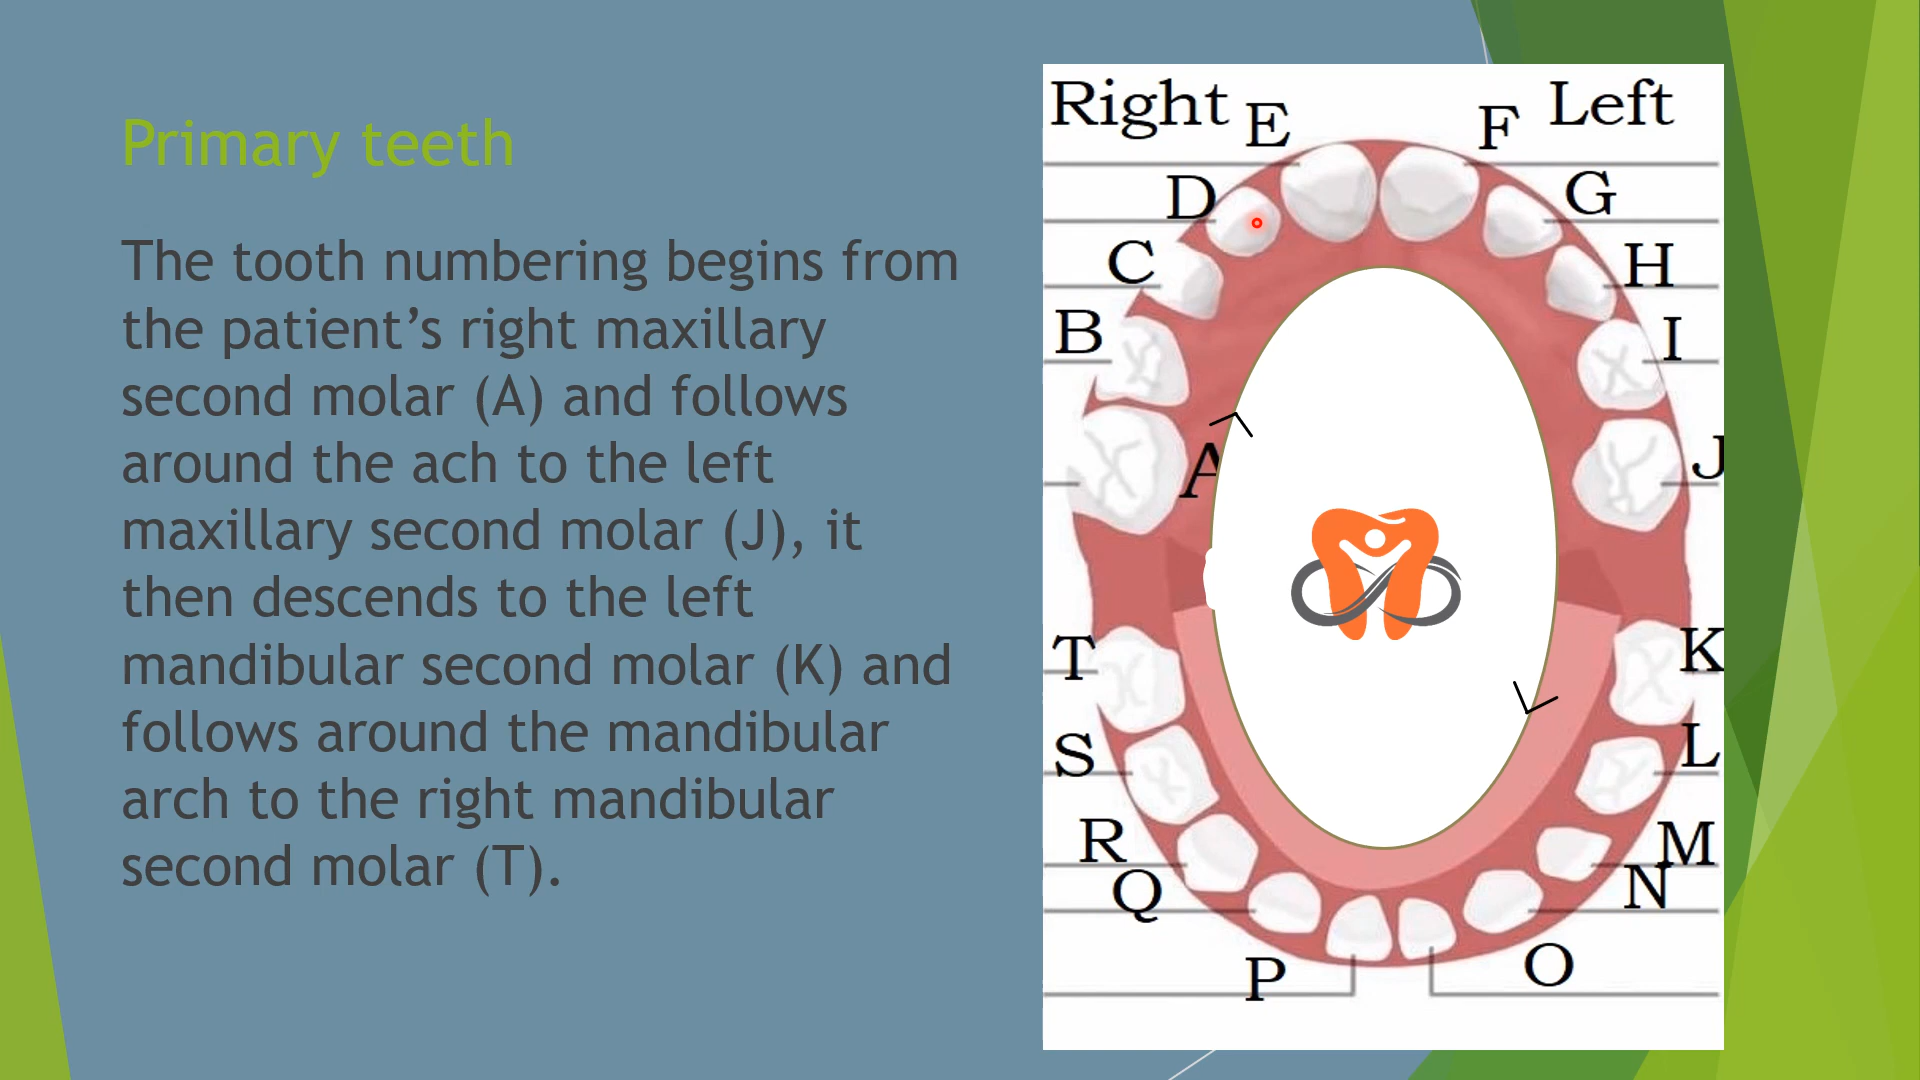 Primary teeth
The tooth numbering begins from
the patient’s right maxillary
second molar (A) and follows
around the ach to the left
maxillary second molar (J), it
then descends to the left
mandibular second molar (K) and
follows around the mandibular
arch to the right mandibular
second molar (T).
Right E F Left
D G
C H
B I
A J
T K
S L
R M
Q N
P O